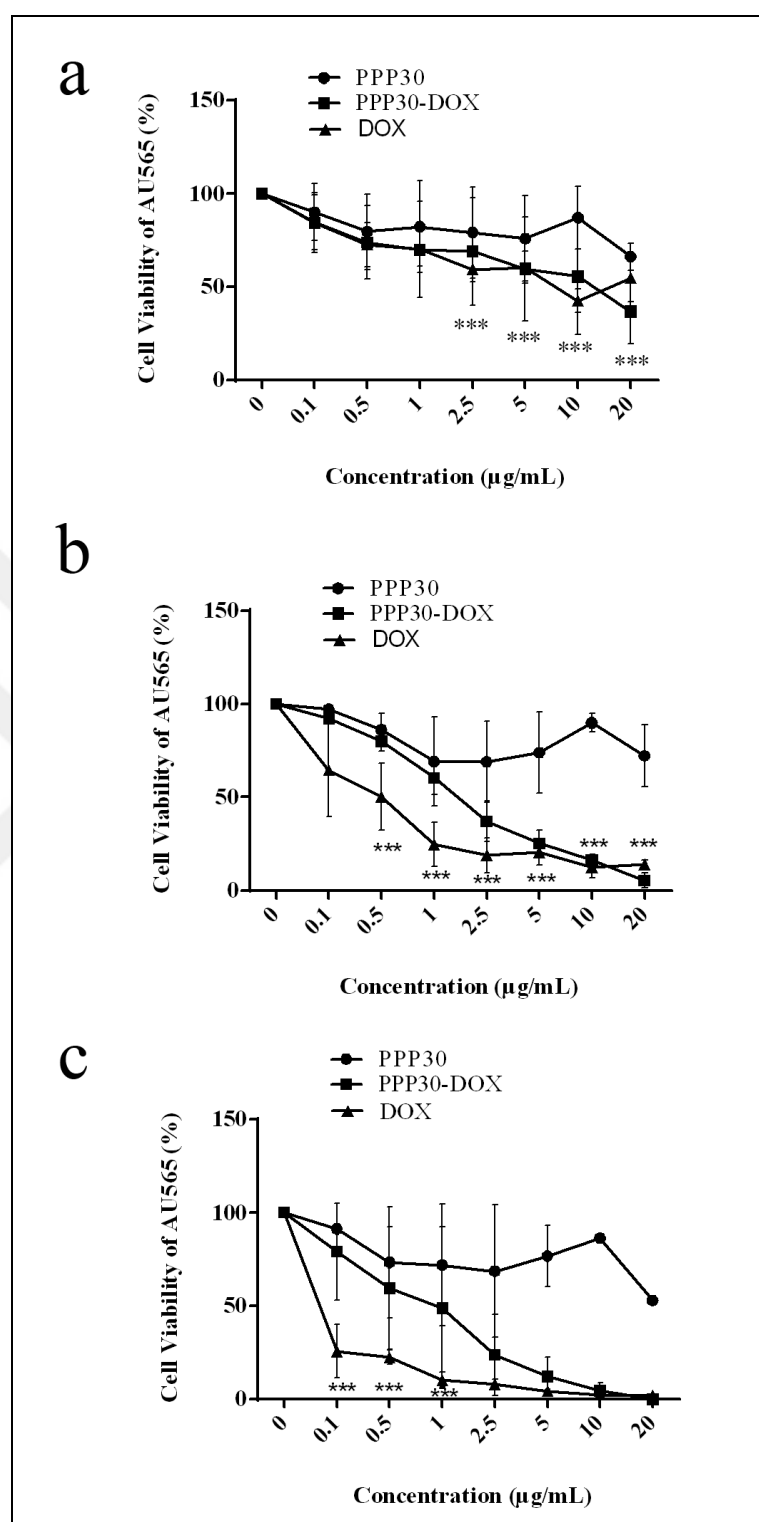 a
PPP30
PPP30-DOX
DOX
Cell Viability of AU565 (%)
150
100
50
0
0 0.1 0.5 1 2.5 5 10 20
*** *** *** ***
Concentration (µg/mL)
b
PPP30
PPP30-DOX
DOX
Cell Viability of AU565 (%)
150
100
50
0
0 0.1 0.5 1 2.5 5 10 20
*** *** *** *** *** ***
Concentration (µg/mL)
c
PPP30
PPP30-DOX
DOX
Cell Viability of AU565 (%)
150
100
50
0
0 0.1 0.5 1 2.5 5 10 20
*** *** ***
Concentration (µg/mL)